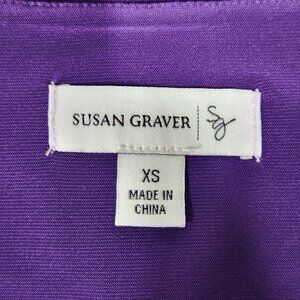 SUSAN GRAVER
sg
XS
MADE IN
CHINA